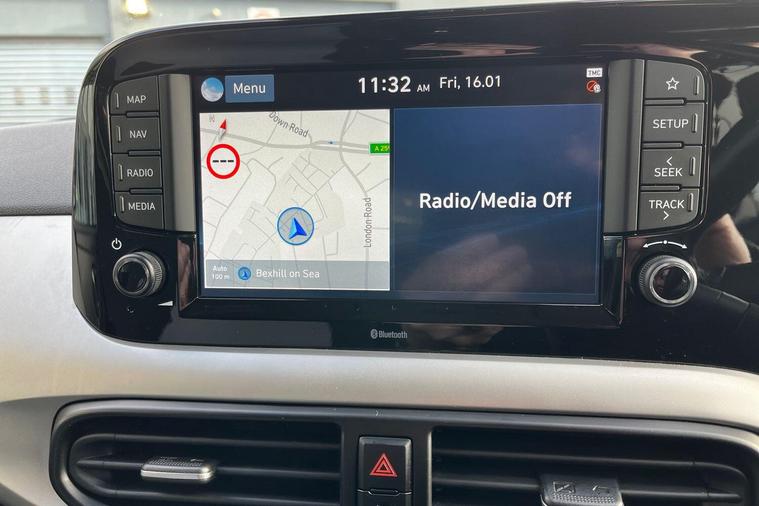 MAP
NAV
RADIO
MEDIA
Menu
11:32 AM Fri, 16.01
TMC
N
Down Road
A 259
---
London Road
Auto
100 m
Bexhill on Sea
Radio/Media Off
SETUP
<
SEEK
TRACK
>
Bluetooth